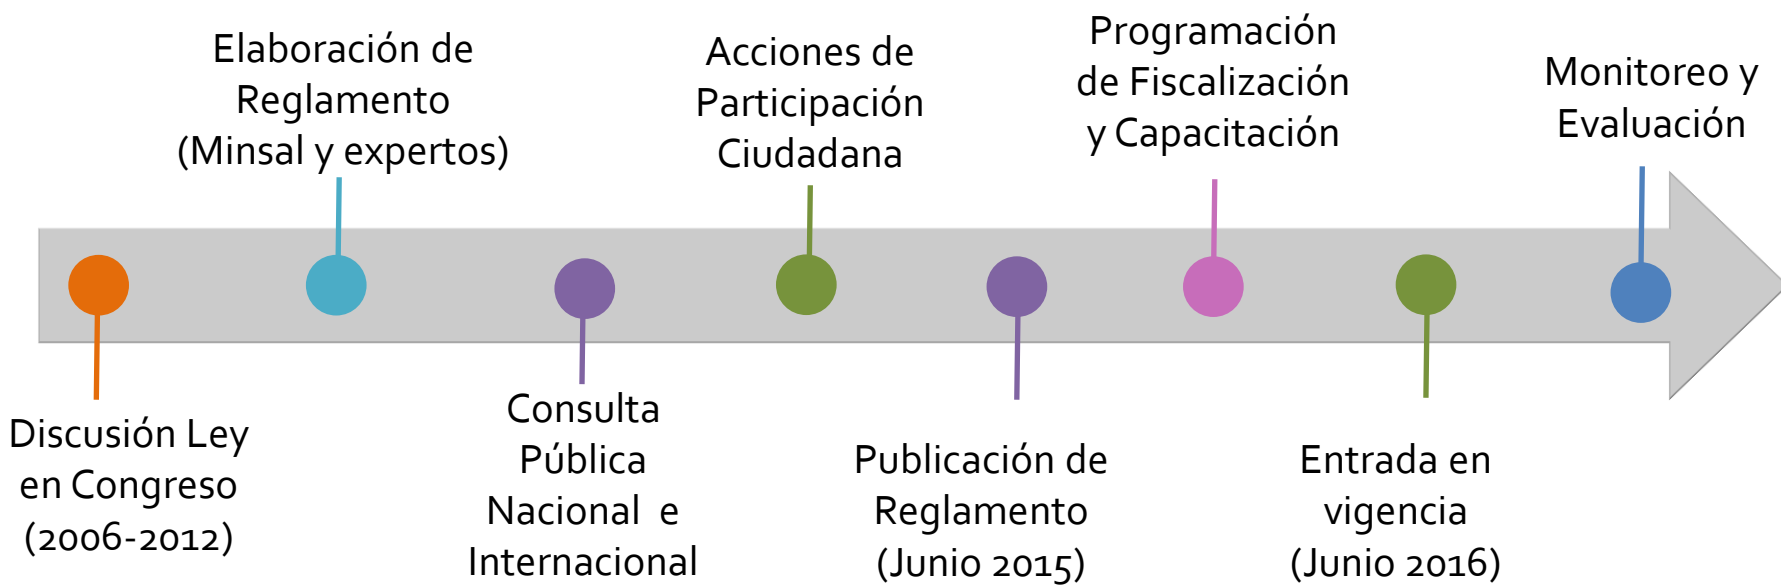 Discusión Ley
en Congreso
(2006-2012)
Elaboración de
Reglamento
(Minsal y expertos)
Consulta
Pública
Nacional e
Internacional
Acciones de
Participación
Ciudadana
Publicación de
Reglamento
(Junio 2015)
Programación
de Fiscalización
y Capacitación
Entrada en
vigencia
(Junio 2016)
Monitoreo y
Evaluación